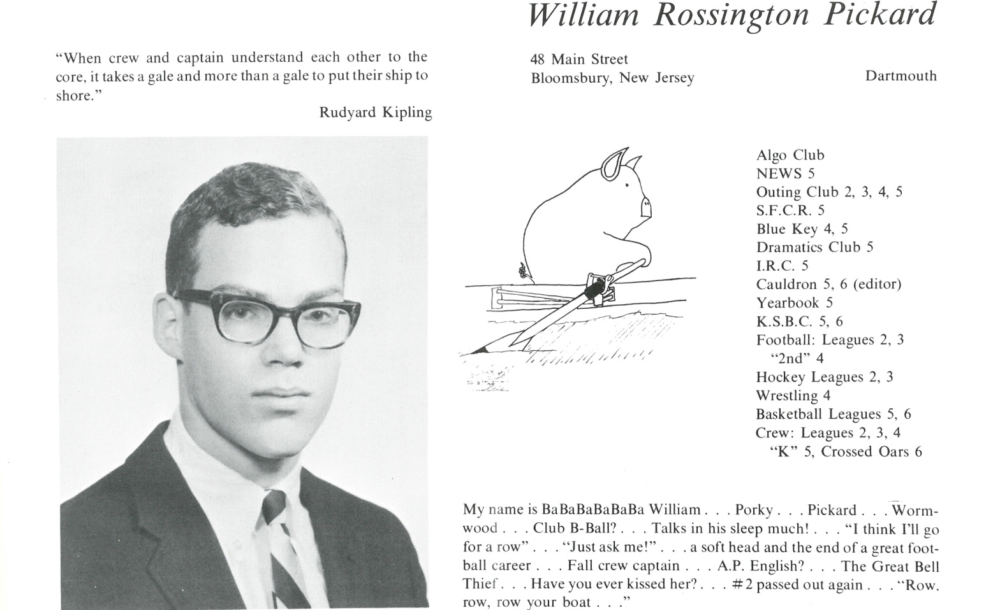 William Rossington Pickard
“When crew and captain understand each other to the
core, it takes a gale and more than a gale to put their ship to
shore.”
Rudyard Kipling
48 Main Street
Bloomsbury, New Jersey
Dartmouth
Algo Club
NEWS 5
Outing Club 2, 3, 4, 5
S.F.C.R. 5
Blue Key 4, 5
Dramatics Club 5
I.R.C. 5
Cauldron 5, 6 (editor)
Yearbook 5
K.S.B.C. 5, 6
Football: Leagues 2, 3
“2nd” 4
Hockey Leagues 2, 3
Wrestling 4
Basketball Leagues 5, 6
Crew: Leagues 2, 3, 4
“K” 5, Crossed Oars 6
My name is BaBaBaBaBaBa William . . . Porky . . . Pickard . . . Worm-
wood . . . Club B-Ball? . . . Talks in his sleep much! . . . “I think I’ll go
for a row” . . . “Just ask me!” . . . a soft head and the end of a great foot-
ball career . . . Fall crew captain . . . A.P. English? . . . The Great Bell
Thief . . . Have you ever kissed her? . . . #2 passed out again . . . “Row,
row, row your boat . . .”